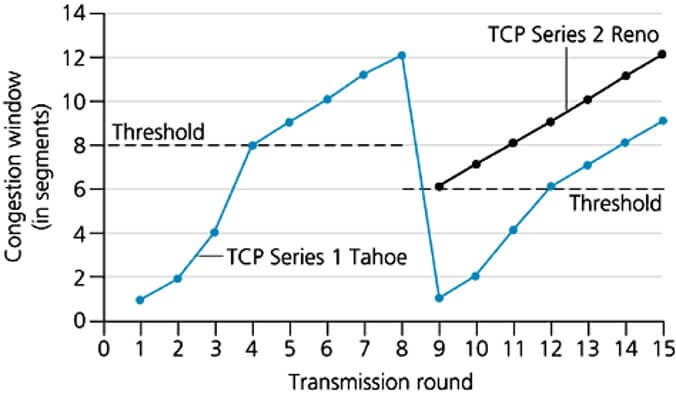 14
12
10
8
6
4
2
0
Congestion window
(in segments)
TCP Series 2 Reno
Threshold
Threshold
TCP Series 1 Tahoe
0 1 2 3 4 5 6 7 8 9 10 11 12 13 14 15
Transmission round